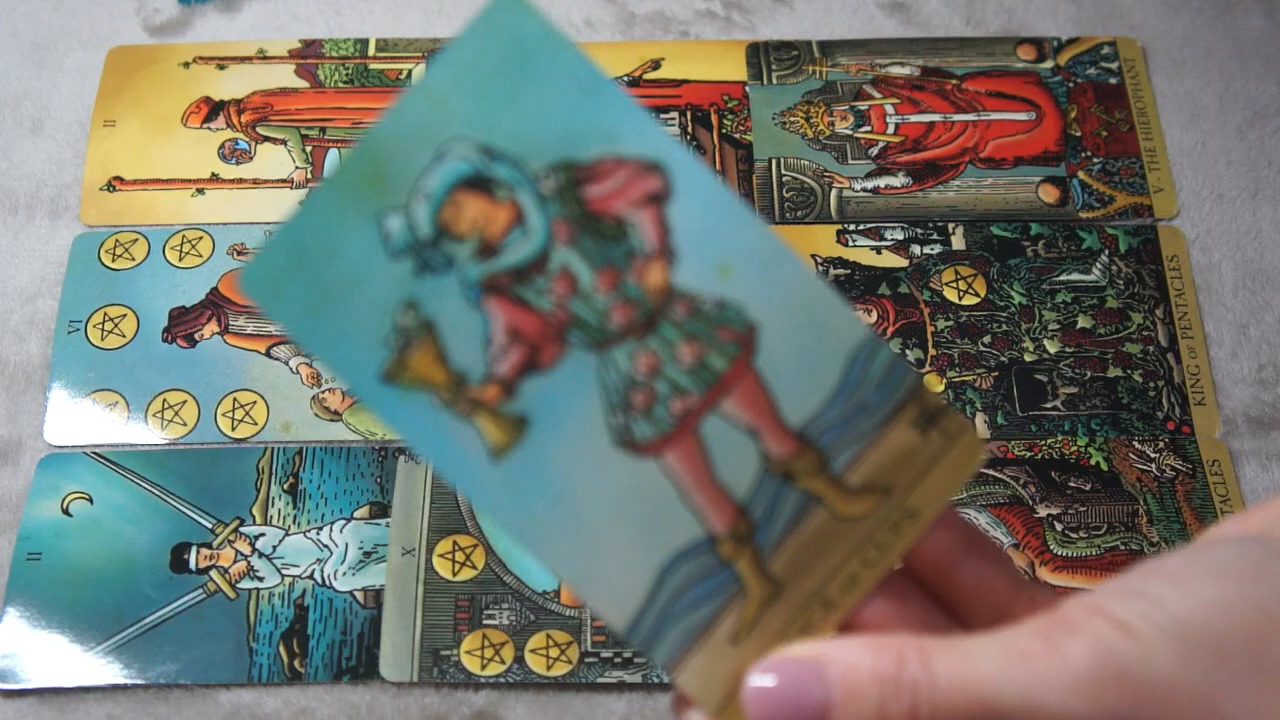 II
V - THE HIEROPHANT
VI
KING OF PENTACLES
II
X
TACLES